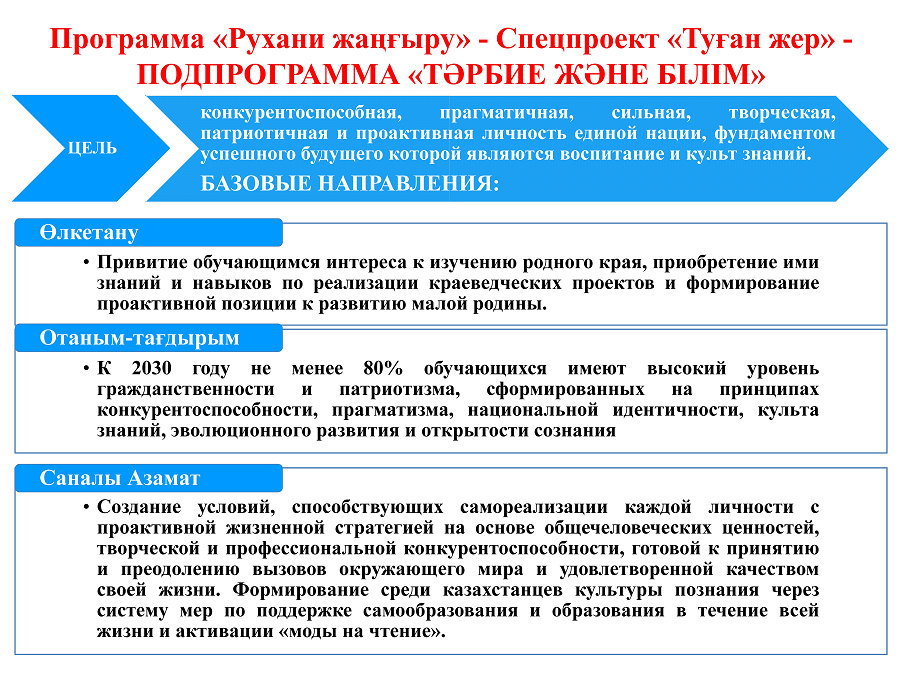 Программа «Рухани жаңғыру» - Спецпроект «Туған жер» -
ПОДПРОГРАММА «ТӘРБИЕ ЖӘНЕ БІЛІМ»
ЦЕЛЬ
конкурентоспособная, прагматичная, сильная, творческая,
патриотичная и проактивная личность единой нации, фундаментом
успешного будущего которой являются воспитание и культ знаний.
БАЗОВЫЕ НАПРАВЛЕНИЯ:
Өлкетану
• Привитие обучающимся интереса к изучению родного края, приобретение ими
знаний и навыков по реализации краеведческих проектов и формирование
проактивной позиции к развитию малой родины.
Отаным-тағдырым
• К 2030 году не менее 80% обучающихся имеют высокий уровень
гражданственности и патриотизма, сформированных на принципах
конкурентоспособности, прагматизма, национальной идентичности, культа
знаний, эволюционного развития и открытости сознания
Саналы Азамат
• Создание условий, способствующих самореализации каждой личности с
проактивной жизненной стратегией на основе общечеловеческих ценностей,
творческой и профессиональной конкурентоспособности, готовой к принятию
и преодолению вызовов окружающего мира и удовлетворенной качеством
своей жизни. Формирование среди казахстанцев культуры познания через
систему мер по поддержке самообразования и образования в течение всей
жизни и активации «моды на чтение».